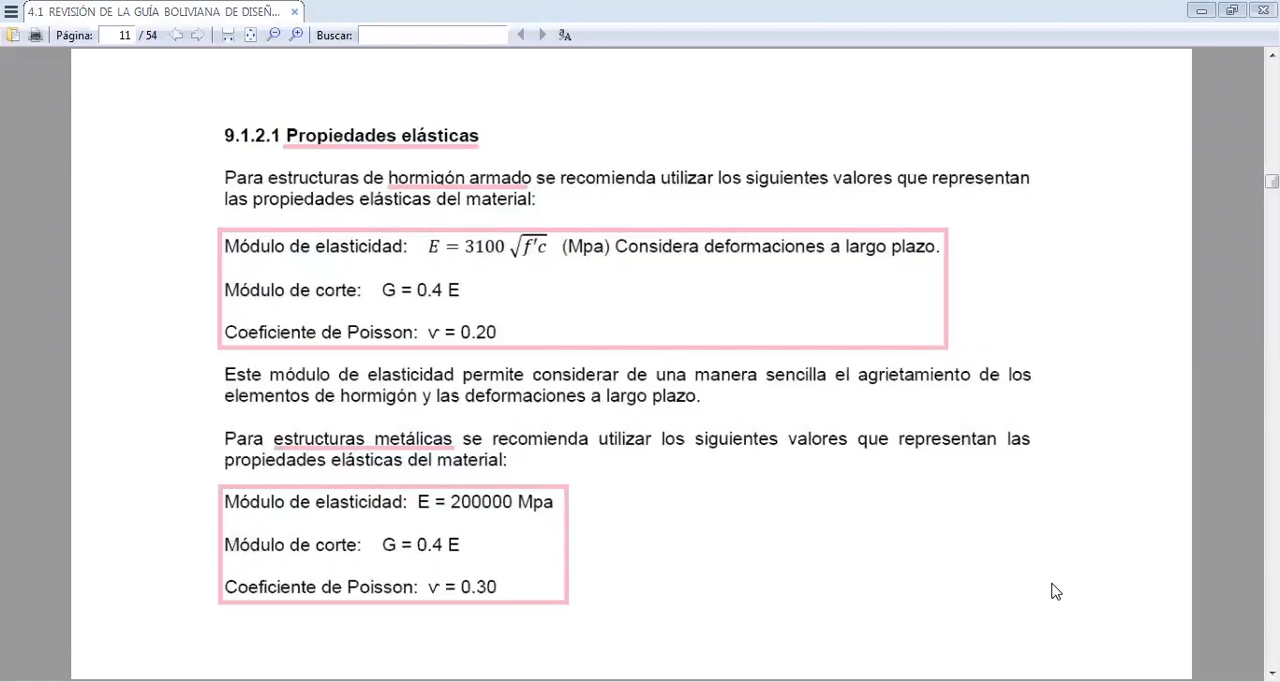 4.1 REVISIÓN DE LA GUÍA BOLIVIANA DE DISEÑ...
Página: 11 / 54 Buscar:
9.1.2.1 Propiedades elásticas
Para estructuras de hormigón armado se recomienda utilizar los siguientes valores que representan
las propiedades elásticas del material:
Módulo de elasticidad: E = 3100 √f'c (Mpa) Considera deformaciones a largo plazo.
Módulo de corte: G = 0.4 E
Coeficiente de Poisson: ν = 0.20
Este módulo de elasticidad permite considerar de una manera sencilla el agrietamiento de los
elementos de hormigón y las deformaciones a largo plazo.
Para estructuras metálicas se recomienda utilizar los siguientes valores que representan las
propiedades elásticas del material:
Módulo de elasticidad: E = 200000 Mpa
Módulo de corte: G = 0.4 E
Coeficiente de Poisson: ν = 0.30